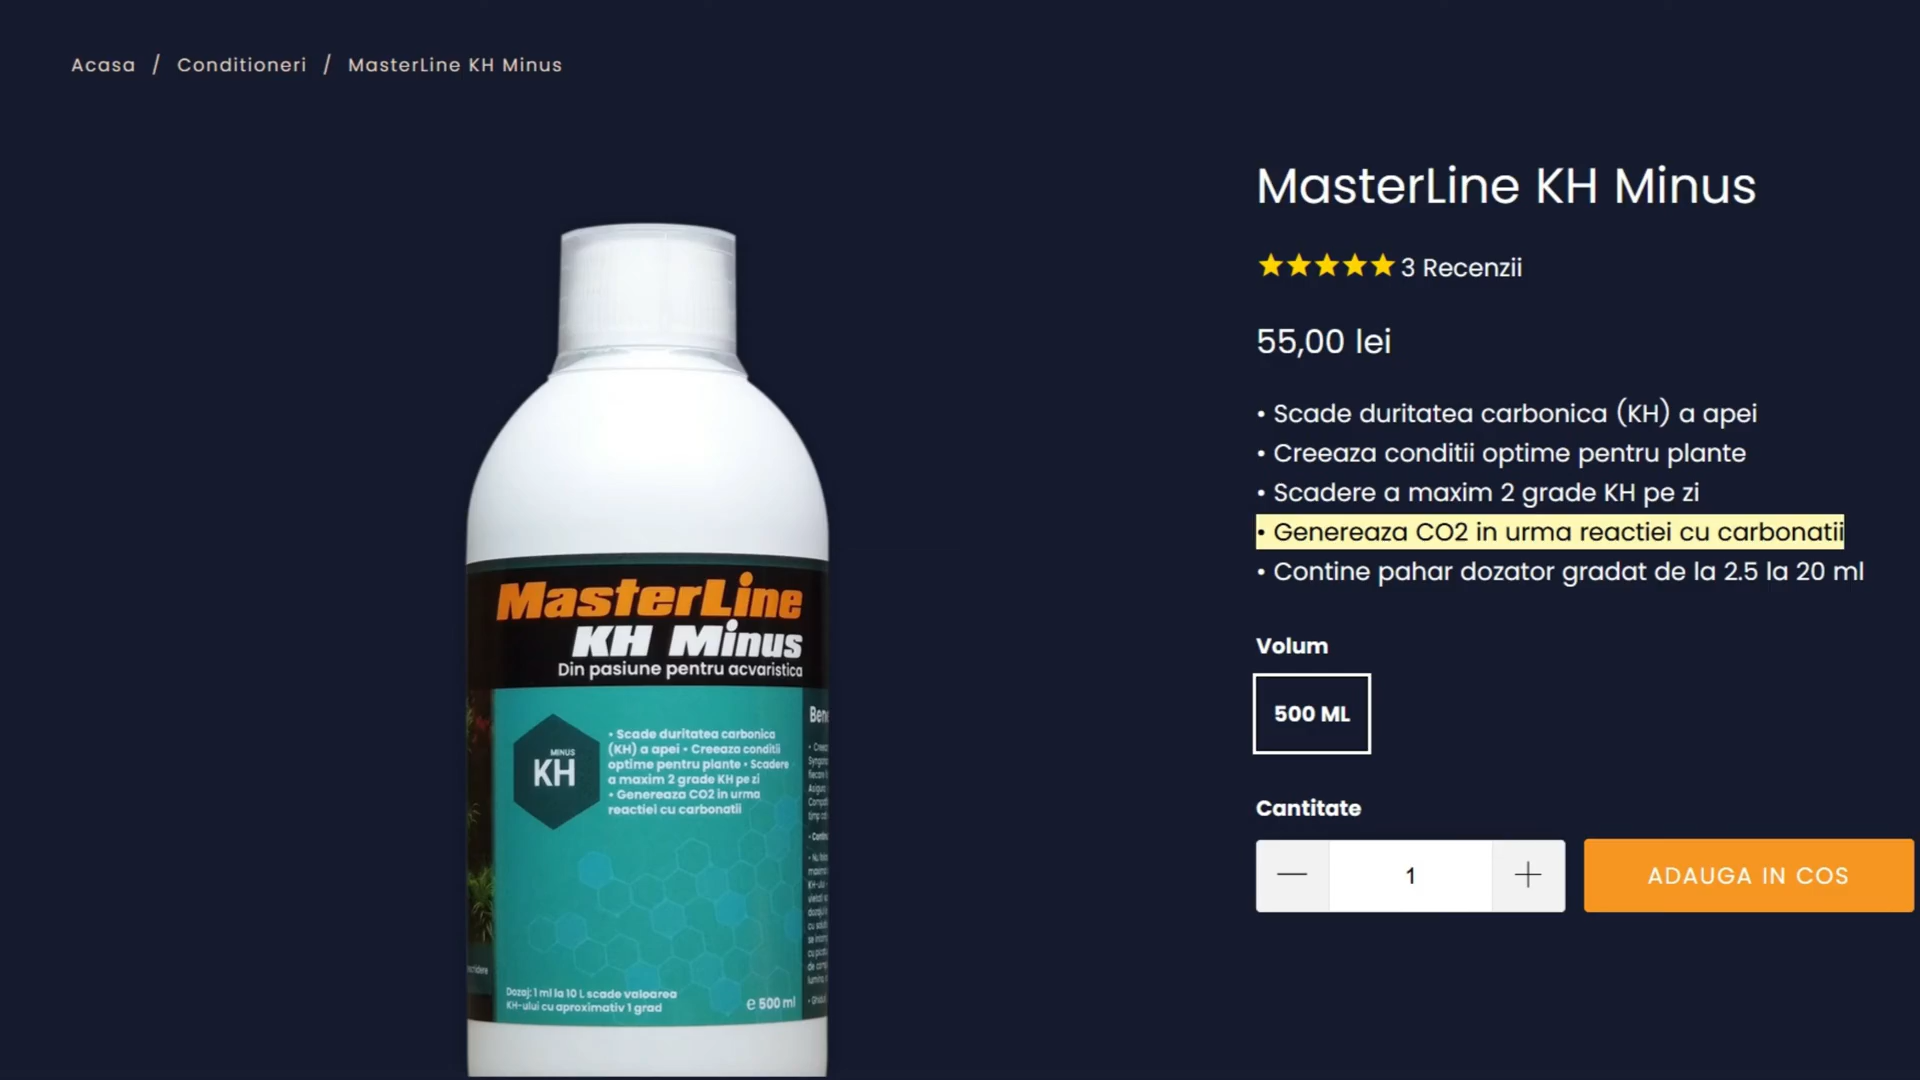 Acasa / Conditioneri / MasterLine KH Minus
MasterLine KH Minus
★★★★★ 3 Recenzii
55,00 lei
• Scade duritatea carbonica (KH) a apei
• Creeaza conditii optime pentru plante
• Scadere a maxim 2 grade KH pe zi
• Genereaza CO2 in urma reactiei cu carbonatii
• Contine pahar dozator gradat de la 2.5 la 20 ml
Volum
500 ML
Cantitate
— 1 +
ADAUGA IN COS
MasterLine
KH Minus
Din pasiune pentru acvaristica
MINUS
KH
• Scade duritatea carbonica
(KH) a apei • Creeaza conditii
optime pentru plante • Scadere
a maxim 2 grade KH pe zi
• Genereaza CO2 in urma
reactiei cu carbonatii
Dozaj: 1 ml la 10 L scade valoarea
KH-ului cu aproximativ 1 grad
e 500 ml